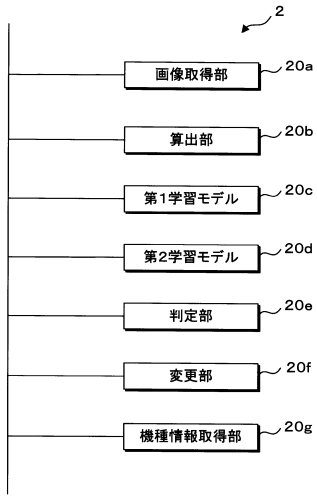 2
画像取得部 20a
算出部 20b
第1学習モデル 20c
第2学習モデル 20d
判定部 20e
変更部 20f
機種情報取得部 20g